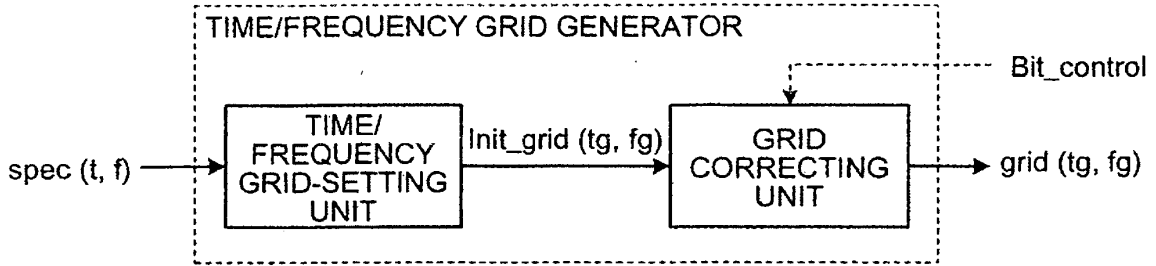 TIME/FREQUENCY GRID GENERATOR
Bit_control
spec (t, f)
TIME/
FREQUENCY
GRID-SETTING
UNIT
Init_grid (tg, fg)
GRID
CORRECTING
UNIT
grid (tg, fg)